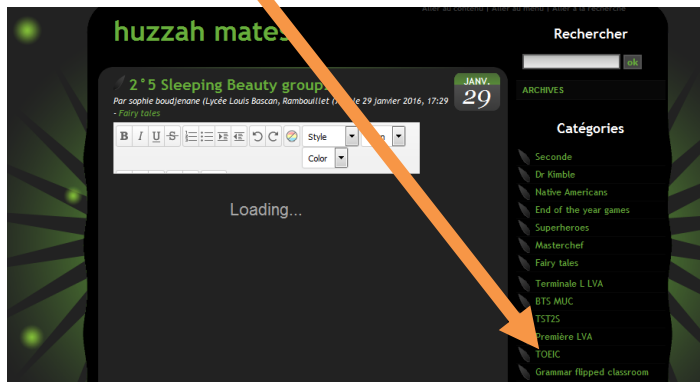 Aller au contenu | Aller au menu | Aller à la recherche
huzzah mates
2°5 Sleeping Beauty group
Par sophie boudjenane (Lycée Louis Bascan, Rambouillet le 29 janvier 2016, 17:29
- Fairy tales
JANV.
29
B I U S Style
Color
Loading...
Rechercher
ok
ARCHIVES
Catégories
Seconde
Dr Kimble
Native Americans
End of the year games
Superheroes
Masterchef
Fairy tales
Terminale L LVA
BTS MUC
TST2S
Première LVA
TOEIC
Grammar flipped classroom